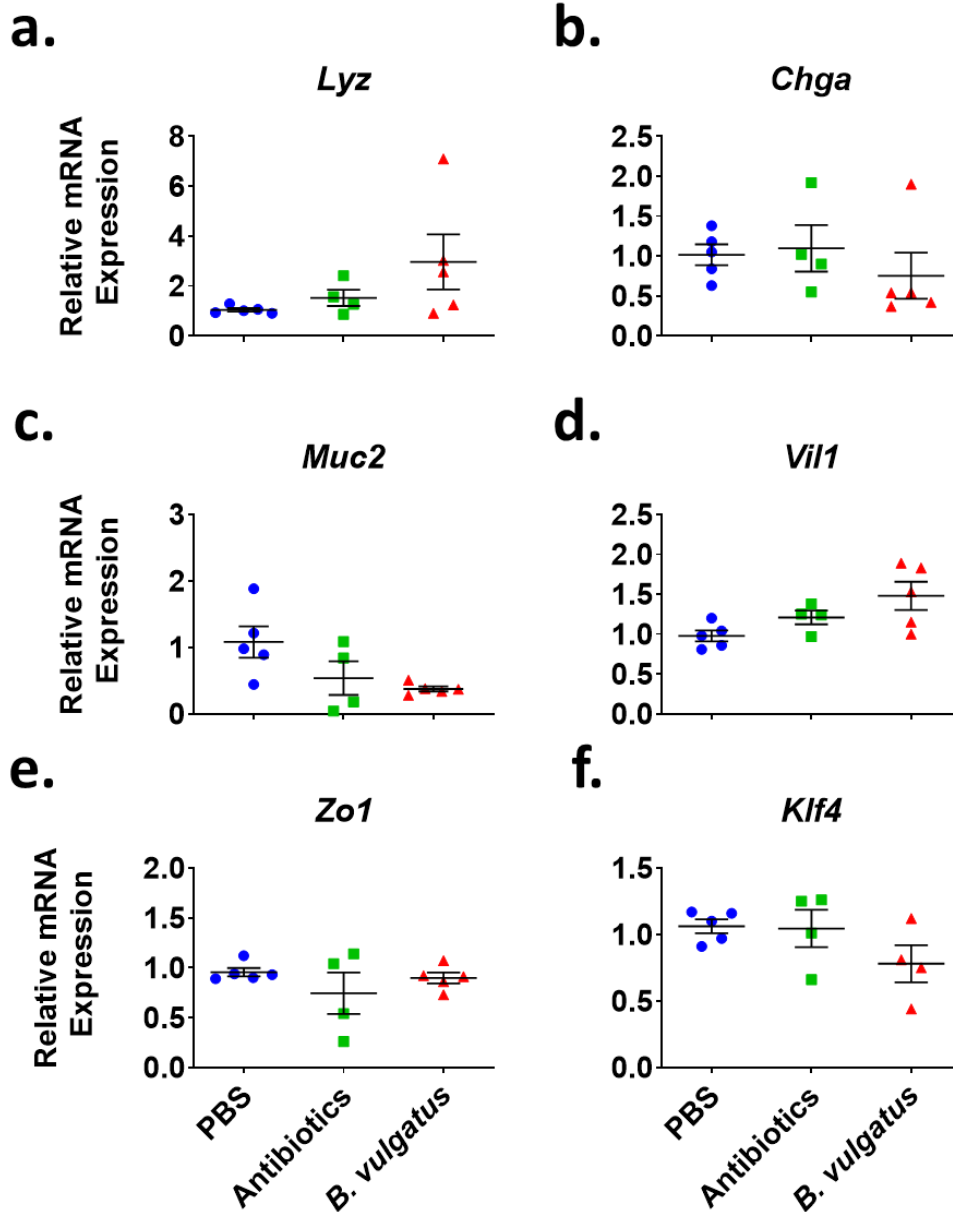 a.
Lyz
Relative mRNA
Expression
8
6
4
2
0
b.
Chga
2.5
2.0
1.5
1.0
0.5
0.0
c.
Muc2
Relative mRNA
Expression
3
2
1
0
d.
Vil1
2.5
2.0
1.5
1.0
0.5
0.0
e.
Zo1
Relative mRNA
Expression
2.0
1.5
1.0
0.5
0.0
PBS
Antibiotics
B. vulgatus
f.
Klf4
1.5
1.0
0.5
0.0
PBS
Antibiotics
B. vulgatus